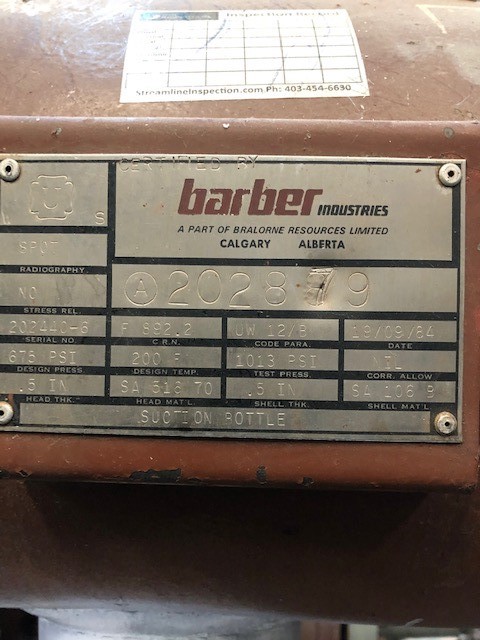 Inspection Record
StreamlineInspection.com.Ph: 403-454-6630
CERTIFIED BY
barber INDUSTRIES
A PART OF BRALORNE RESOURCES LIMITED
CALGARY ALBERTA
S
SPOT
RADIOGRAPHY
NO
STRESS REL.
A 202879
202440-6 F 892.2 UW 12/B 19/09/84
SERIAL NO. C.R.N. CODE PARA. DATE
675 PSI 200 F 1013 PSI
DESIGN PRESS. DESIGN TEMP. TEST PRESS. CORR. ALLOW
.5 IN SA 516 70 .5 IN SA 106 B
HEAD THK. HEAD MAT'L. SHELL THK. SHELL MAT'L
SUCTION BOTTLE